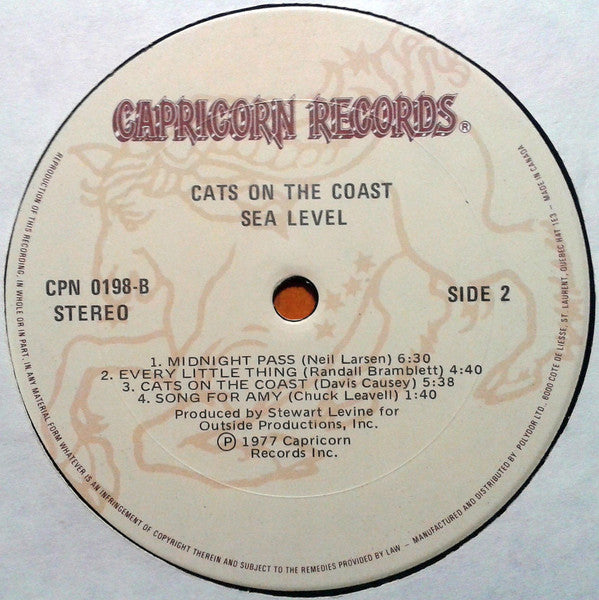 CAPRICORN RECORDS®
CATS ON THE COAST
SEA LEVEL
CPN 0198-B
STEREO
SIDE 2
1. MIDNIGHT PASS (Neil Larsen) 6:30
2. EVERY LITTLE THING (Randall Bramblett) 4:40
3. CATS ON THE COAST (Davis Causey) 5:38
4. SONG FOR AMY (Chuck Leavell) 1:40
Produced by Stewart Levine for
Outside Productions, Inc.
Ⓟ 1977 Capricorn
Records Inc.
REPRODUCTION OF THIS RECORDING, IN WHOLE OR IN PART, IN ANY MATERIAL FORM WHATEVER IS AN INFRINGEMENT OF COPYRIGHT THEREIN AND SUBJECT TO THE REMEDIES PROVIDED BY LAW – MANUFACTURED AND DISTRIBUTED BY POLYDOR LTD., 6000 COTE DE LIESSE, ST. LAURENT, QUEBEC H4T 1E3 – MADE IN CANADA